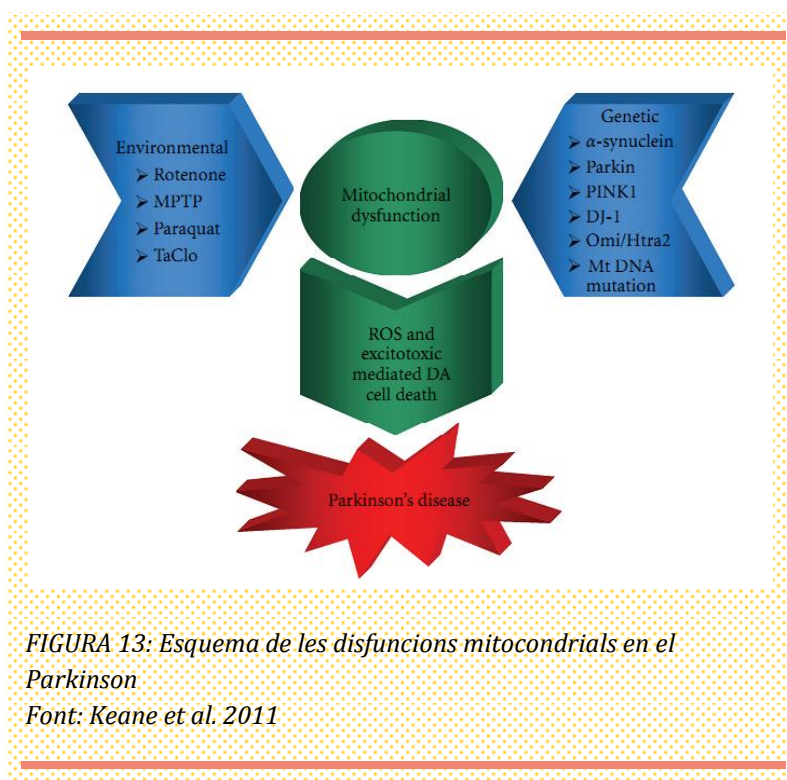 Environmental
➢ Rotenone
➢ MPTP
➢ Paraquat
➢ TaClo
Mitochondrial
dysfunction
Genetic
➢ α-synuclein
➢ Parkin
➢ PINK1
➢ DJ-1
➢ Omi/Htra2
➢ Mt DNA
mutation
ROS and
excitotoxic
mediated DA
cell death
Parkinson's disease
FIGURA 13: Esquema de les disfuncions mitocondrials en el
Parkinson
Font: Keane et al. 2011